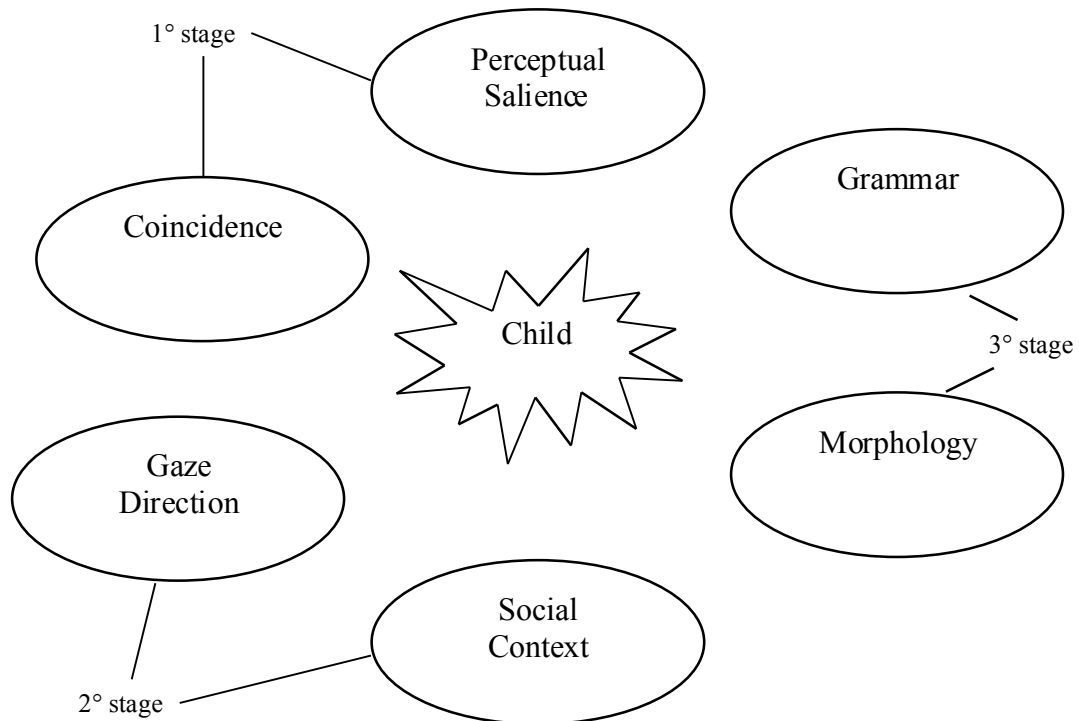 1° stage
Perceptual
Salience
Grammar
Coincidence
Child
3° stage
Morphology
Gaze
Direction
Social
Context
2° stage